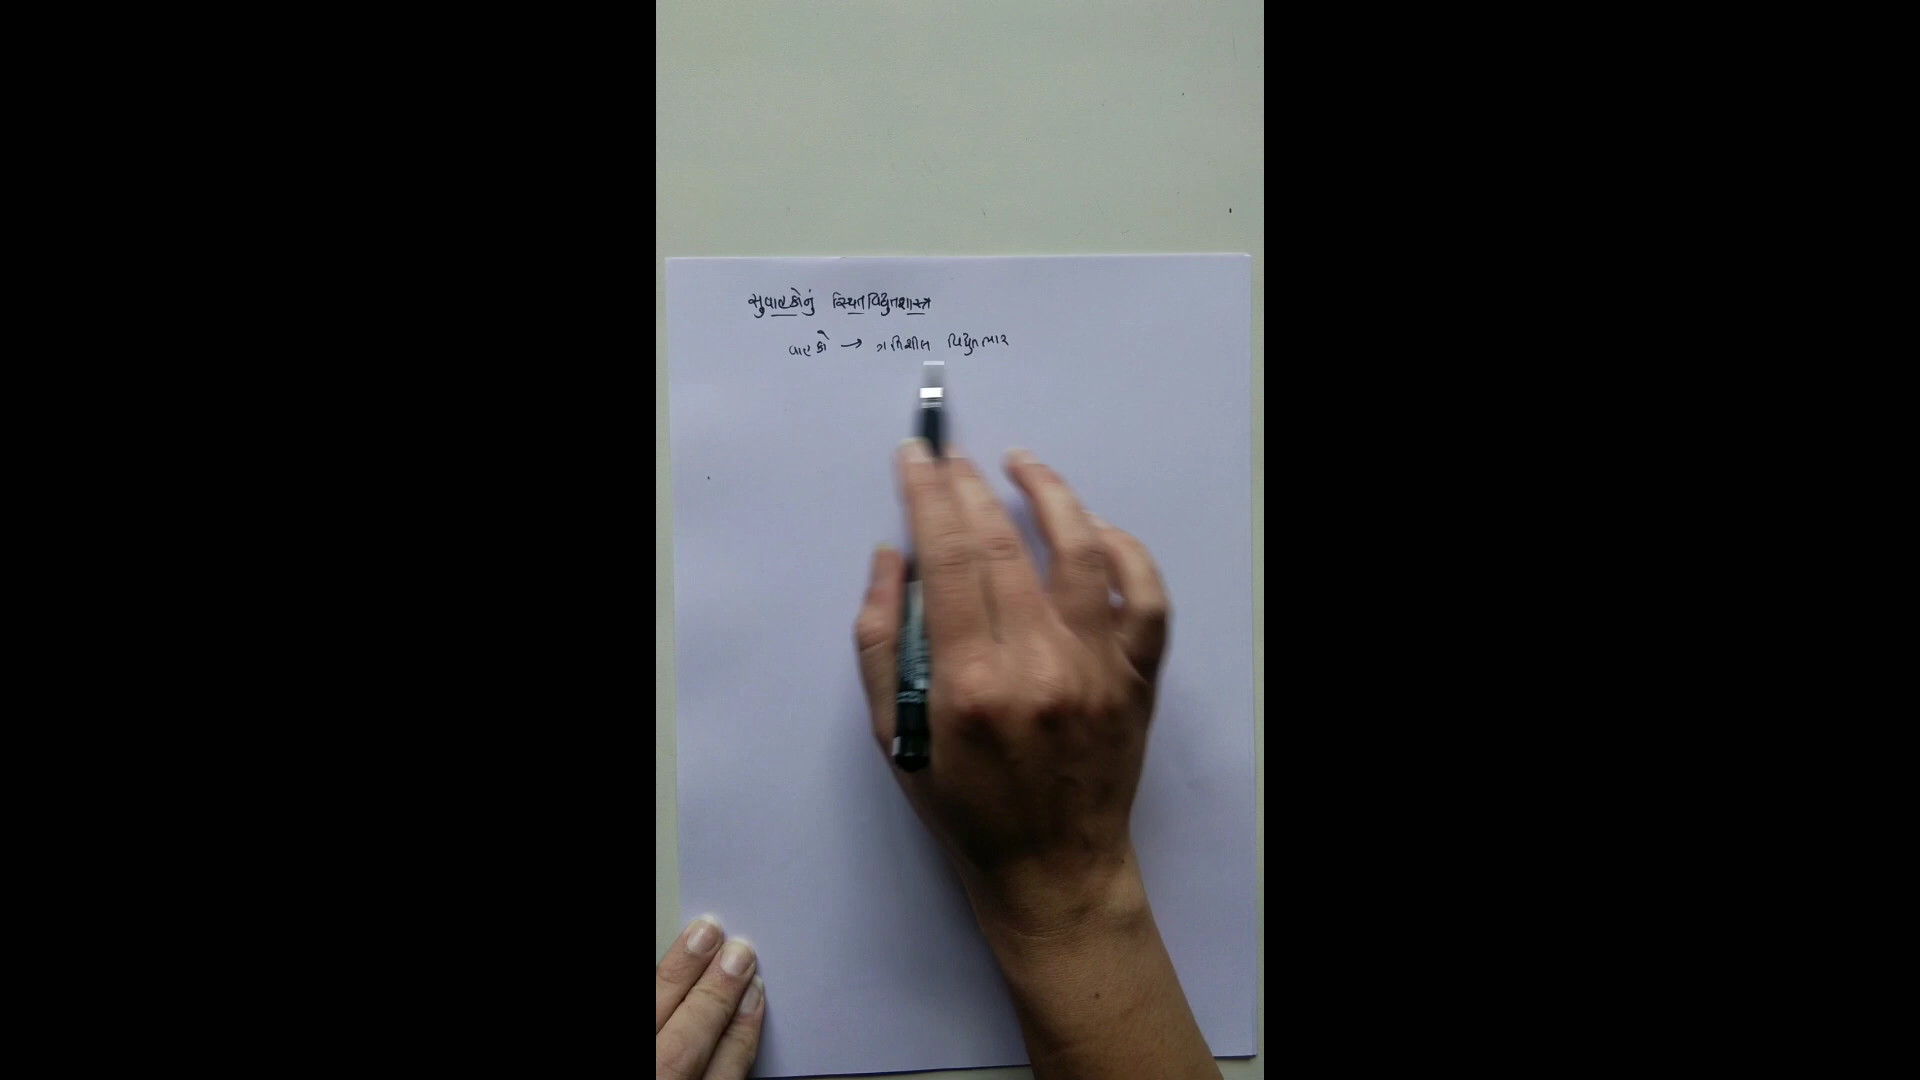 સુવાહકોનું સ્થિતવિદ્યુતશાસ્ત્ર
વાહકો → ગતિશીલ વિદ્યુતભાર